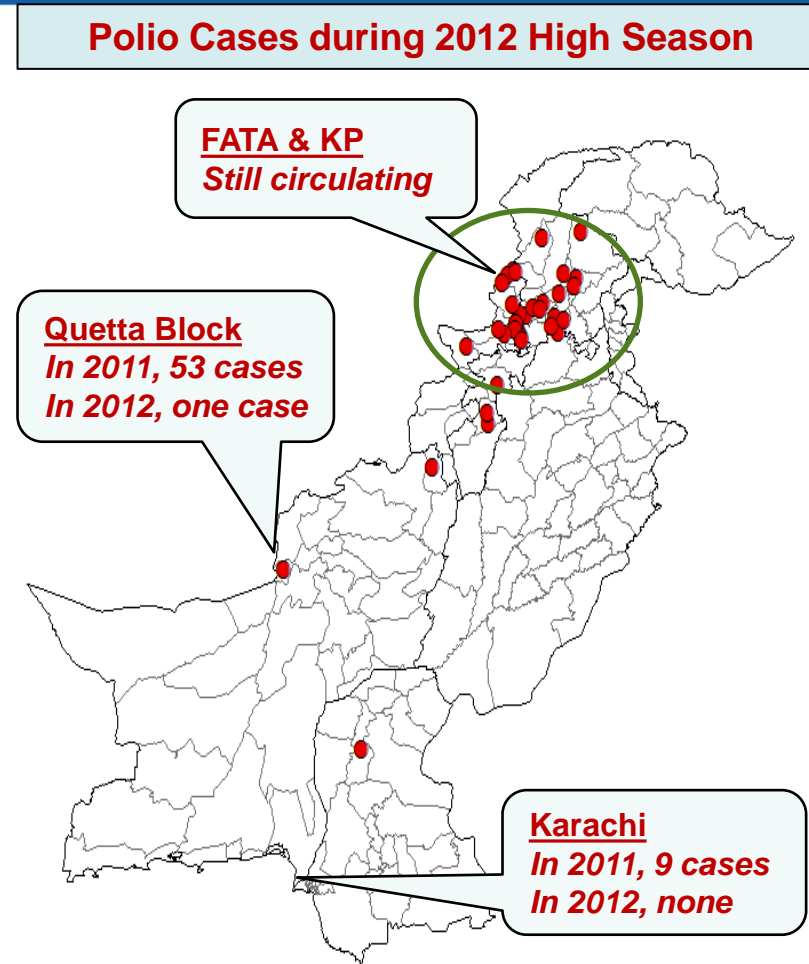 Polio Cases during 2012 High Season
FATA & KP
Still circulating
Quetta Block
In 2011, 53 cases
In 2012, one case
Karachi
In 2011, 9 cases
In 2012, none